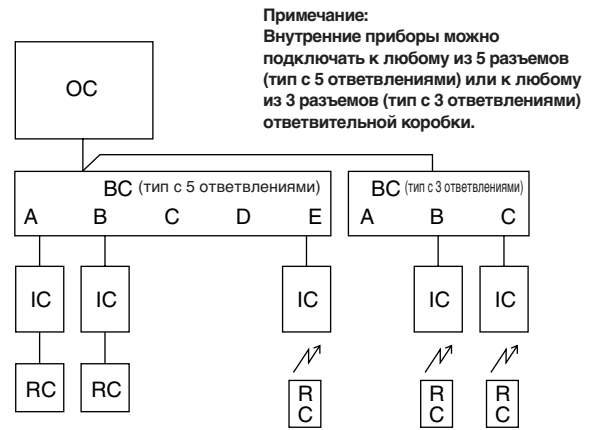 Примечание:
Внутренние приборы можно
подключать к любому из 5 разъемов
(тип с 5 ответвлениями) или к любому
из 3 разъемов (тип с 3 ответвлениями)
ответвительной коробки.
OC
BC (тип с 5 ответвлениями)
A B C D E
BC (тип с 3 ответвлениями)
A B C
IC IC IC IC IC
RC RC
R
C
R
C
R
C